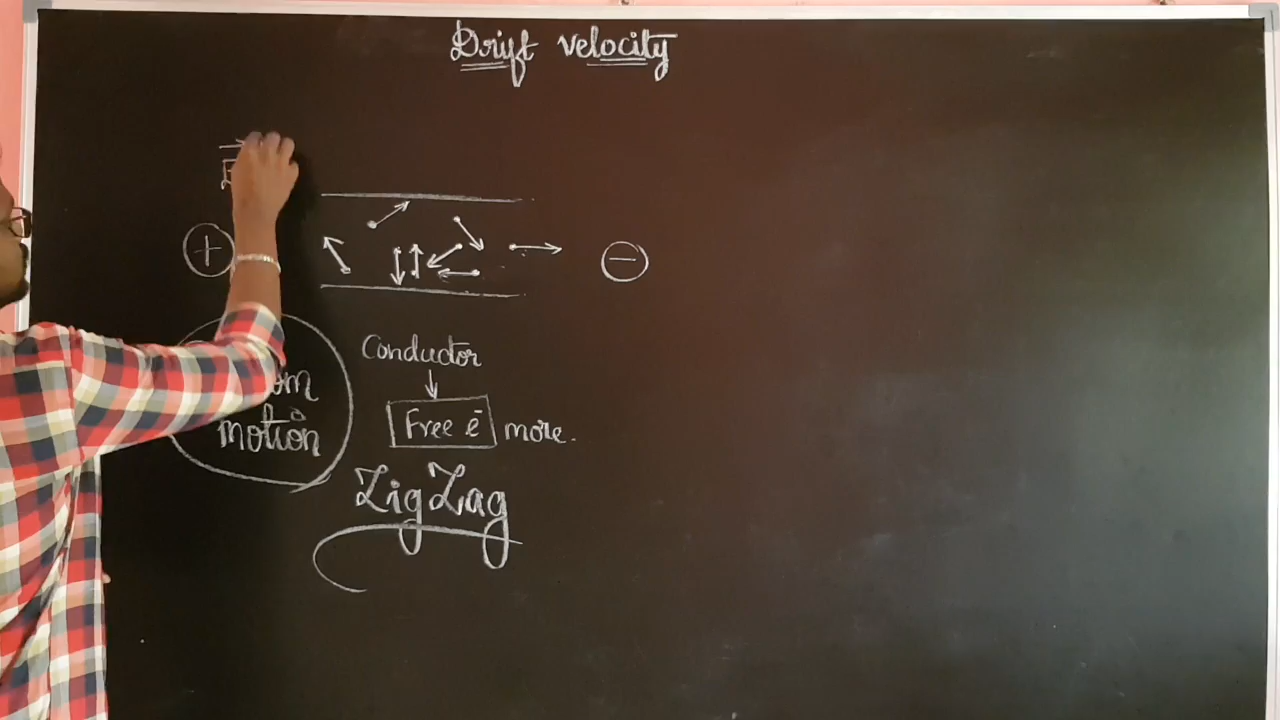 Drift velocity
+
−
Conductor
motion
Free e⁻ more.
ZigZag